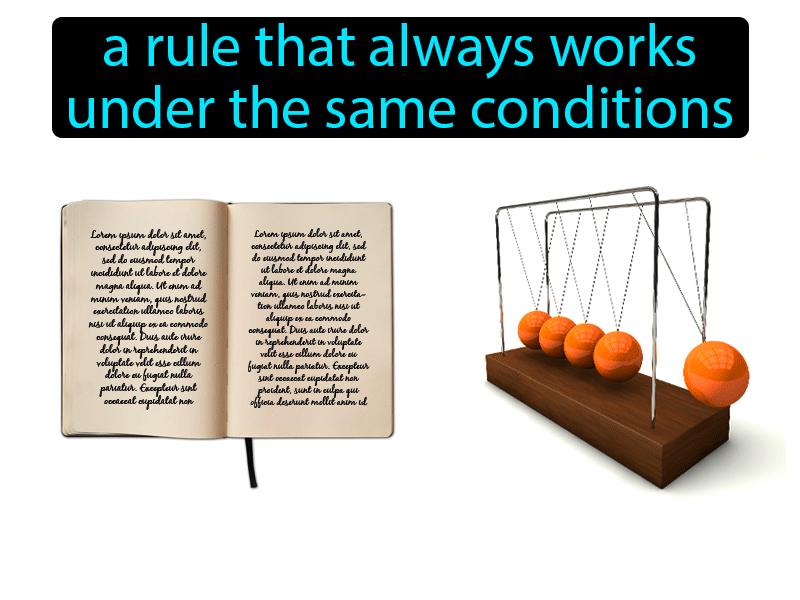 a rule that always works
under the same conditions
Lorem ipsum dolor sit amet,
consectetur adipiscing elit,
sed do eiusmod tempor
incididunt ut labore et dolore
magna aliqua. Ut enim ad
minim veniam, quis nostrud
exercitation ullamco laboris
nisi ut aliquip ex ea commodo
consequat. Duis aute irure
dolor in reprehenderit in
voluptate velit esse cillum
dolore eu fugiat nulla
pariatur. Excepteur sint
occaecat cupidatat non
Lorem ipsum dolor sit amet,
consectetur adipiscing elit, sed
do eiusmod tempor incididunt
ut labore et dolore magna
aliqua. Ut enim ad minim
veniam, quis nostrud exercita-
tion ullamco laboris nisi ut
aliquip ex ea commodo
consequat. Duis aute irure dolor
in reprehenderit in voluptate
velit esse cillum dolore eu
fugiat nulla pariatur. Excepteur
sint occaecat cupidatat non
proident, sunt in culpa qui
officia deserunt mollit anim id